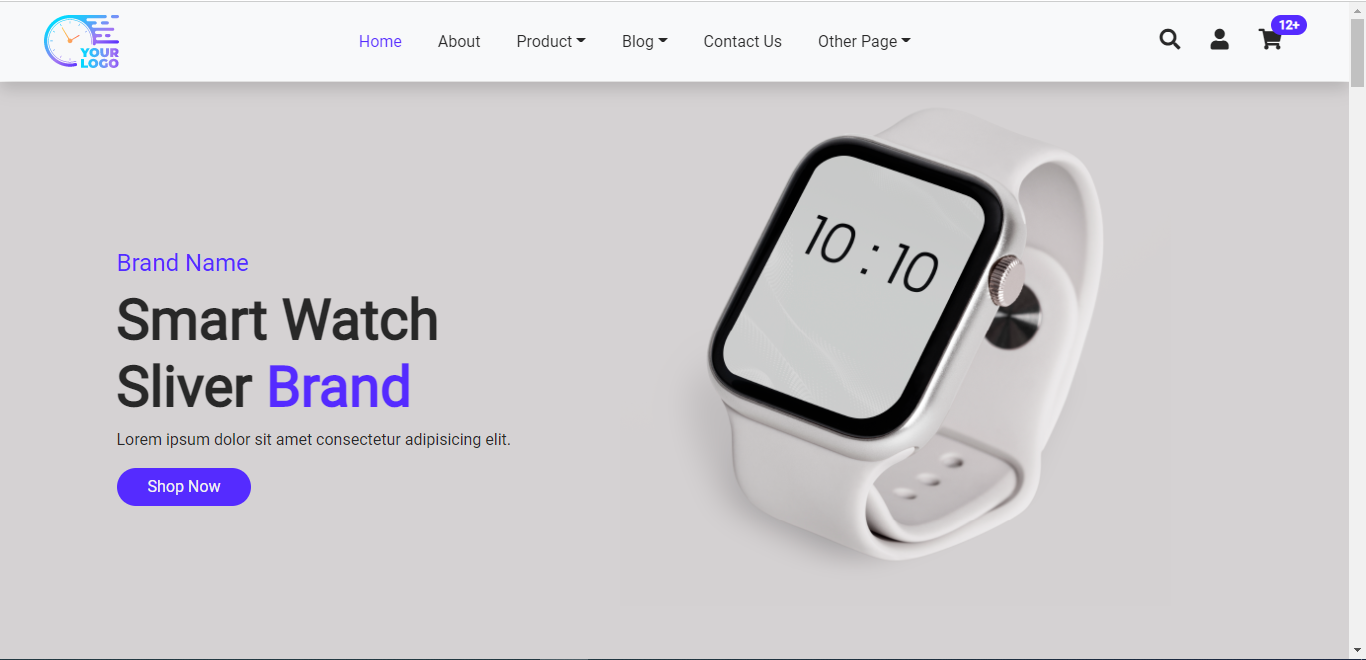 YOUR
LOGO
Home About Product Blog Contact Us Other Page
12+
10 : 10
Brand Name
Smart Watch
Sliver Brand
Lorem ipsum dolor sit amet consectetur adipisicing elit.
Shop Now